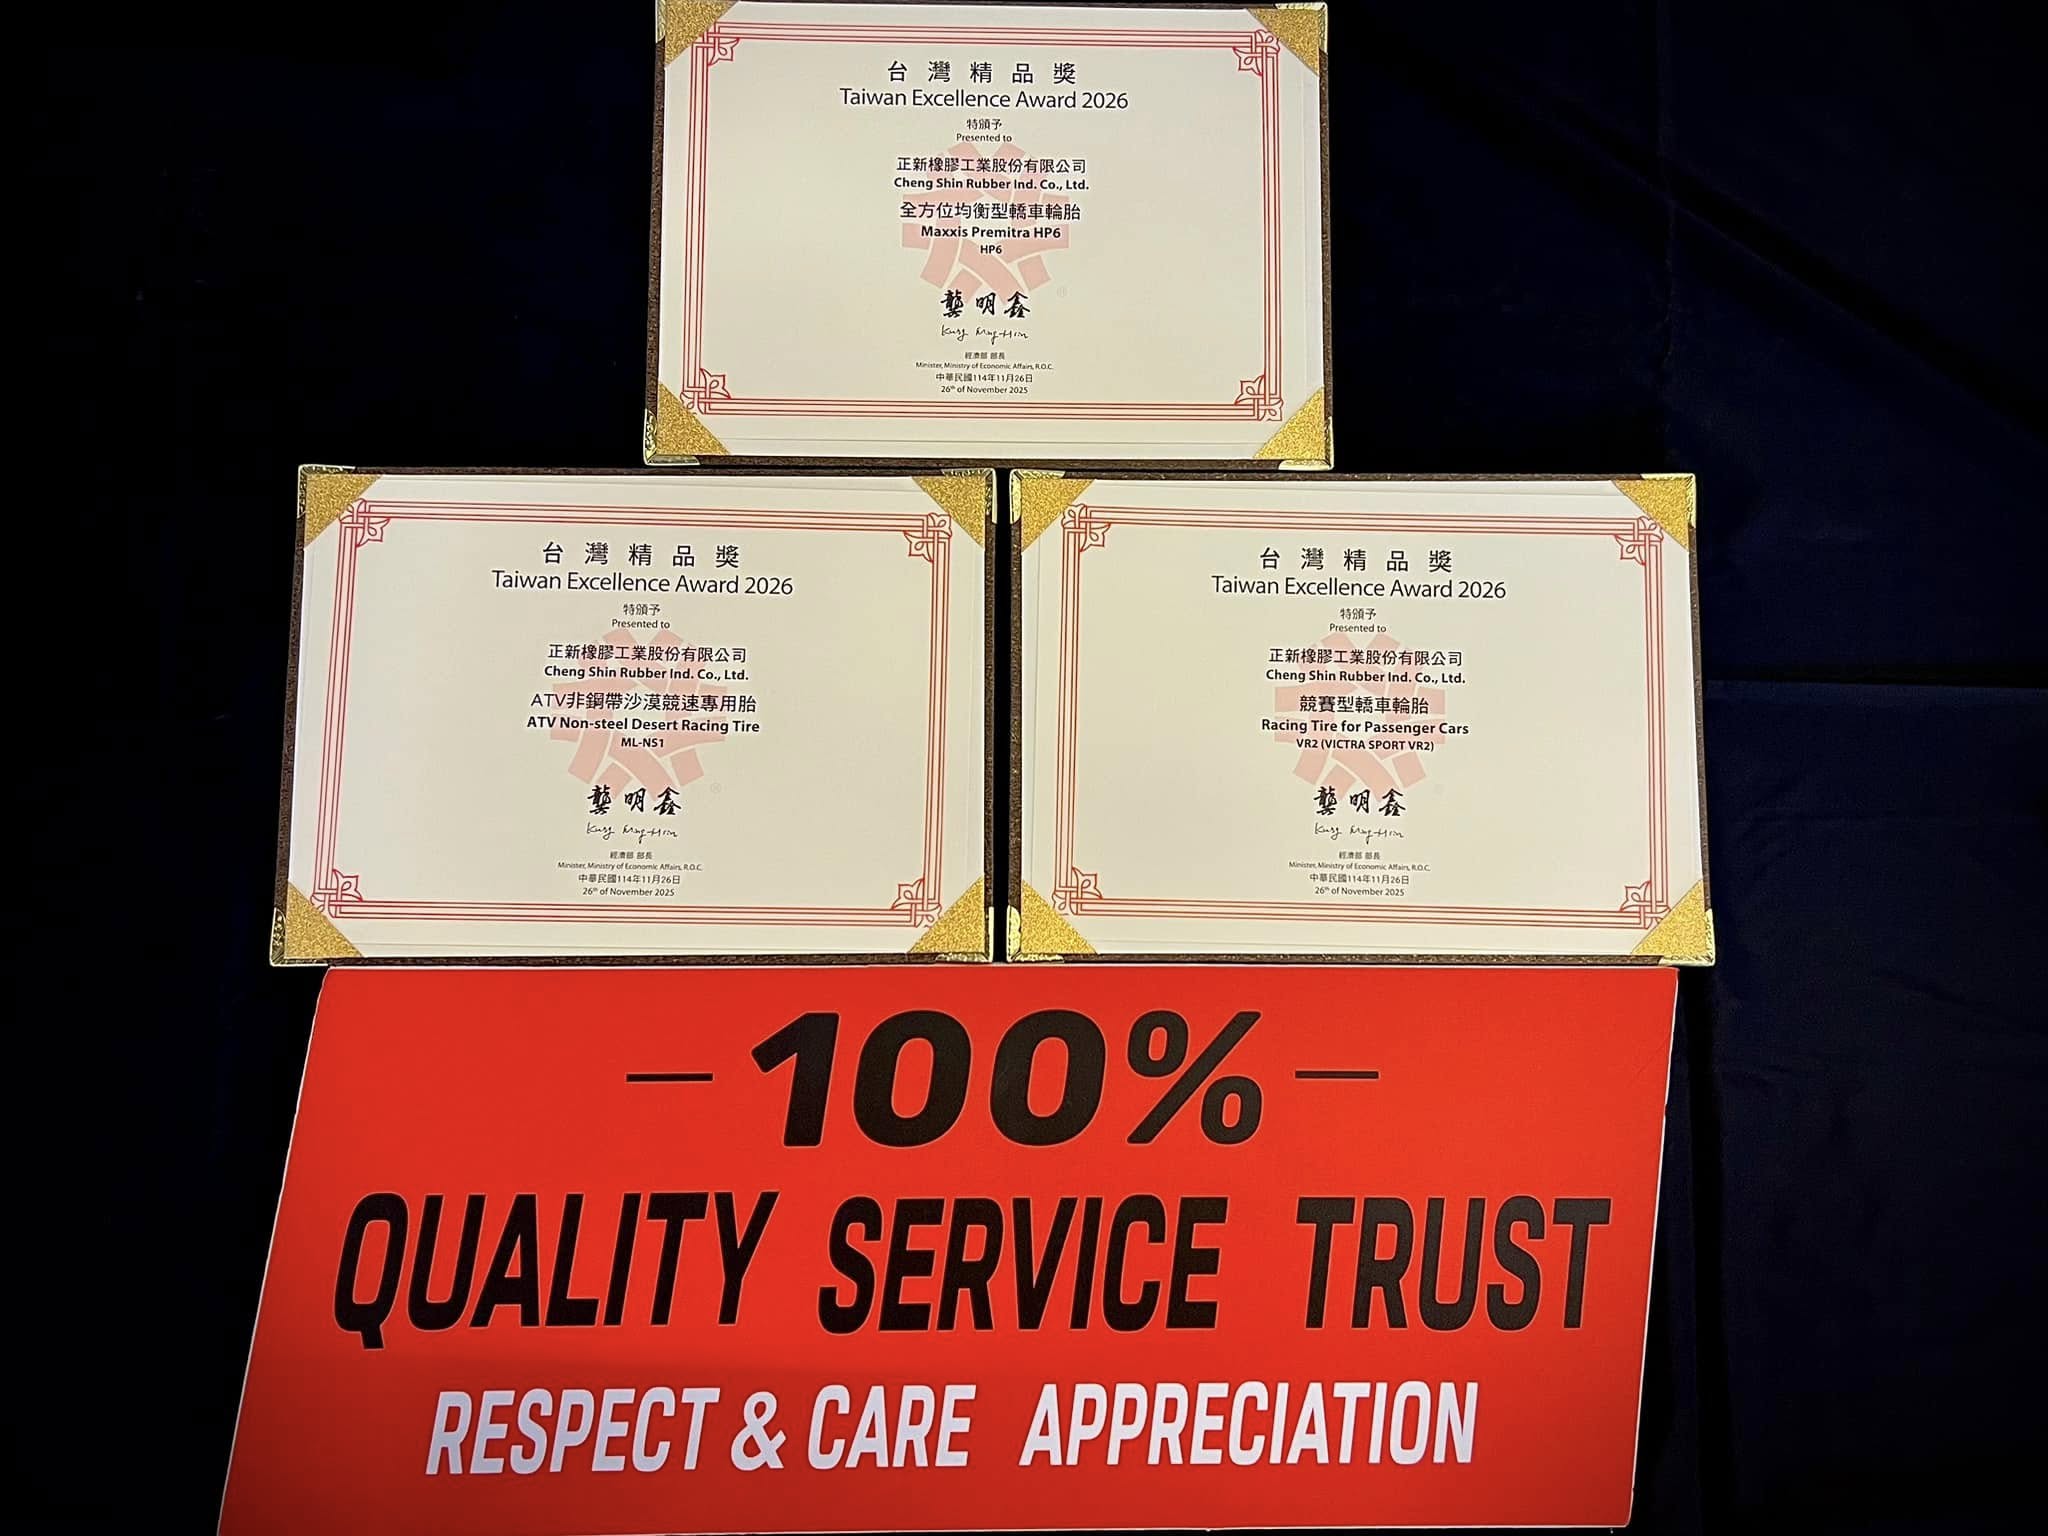 台灣精品獎
Taiwan Excellence Award 2026
特頒予
Presented to
正新橡膠工業股份有限公司
Cheng Shin Rubber Ind. Co., Ltd.
全方位均衡型轎車輪胎
Maxxis Premitra HP6
HP6
®
龔明鑫
Kung Ming-Hsin
經濟部 部長
Minister, Ministry of Economic Affairs, R.O.C.
中華民國114年11月26日
26th of November 2025
台灣精品獎
Taiwan Excellence Award 2026
特頒予
Presented to
正新橡膠工業股份有限公司
Cheng Shin Rubber Ind. Co., Ltd.
ATV非鋼帶沙漠競速專用胎
ATV Non-steel Desert Racing Tire
ML-NS1
®
龔明鑫
Kung Ming-Hsin
經濟部 部長
Minister, Ministry of Economic Affairs, R.O.C.
中華民國114年11月26日
26th of November 2025
台灣精品獎
Taiwan Excellence Award 2026
特頒予
Presented to
正新橡膠工業股份有限公司
Cheng Shin Rubber Ind. Co., Ltd.
競賽型轎車輪胎
Racing Tire for Passenger Cars
VR2 (VICTRA SPORT VR2)
龔明鑫
Kung Ming-Hsin
經濟部 部長
Minister, Ministry of Economic Affairs, R.O.C.
中華民國114年11月26日
26th of November 2025
-100%-
QUALITY SERVICE TRUST
RESPECT & CARE APPRECIATION